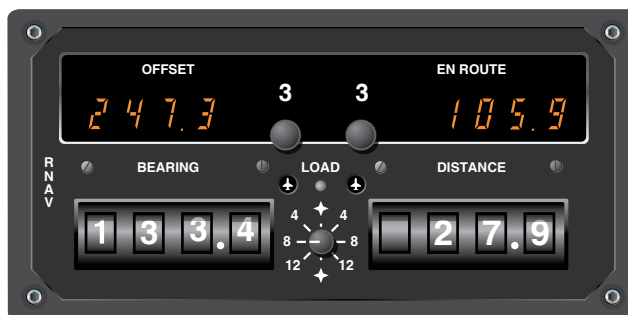 OFFSET EN ROUTE
3 3
247.3 105.9
RNAV
BEARING LOAD DISTANCE
4 4
133.4 8 8 27.9
12 12